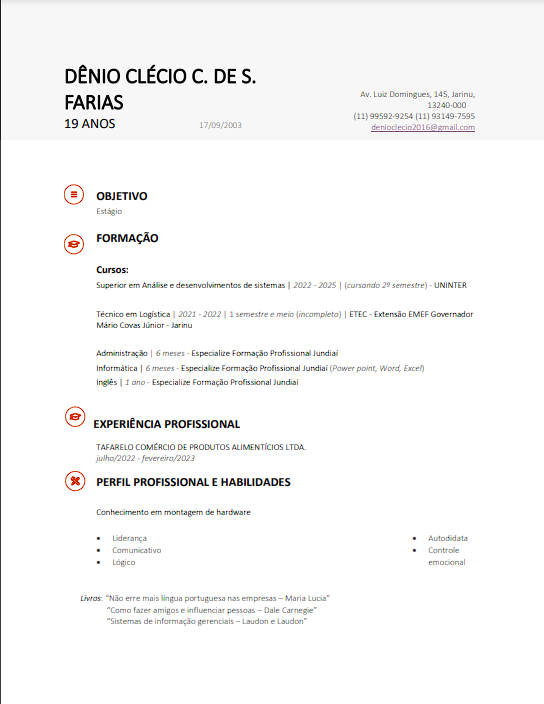 DÊNIO CLÉCIO C. DE S.
FARIAS
19 ANOS 17/09/2003
Av. Luiz Domingues, 145, Jarinu,
13240-000
(11) 99592-9254 (11) 93149-7595
denioclecio2016@gmail.com
OBJETIVO
Estágio
FORMAÇÃO
Cursos:
Superior em Análise e desenvolvimentos de sistemas | 2022 - 2025 | (cursando 2º semestre) - UNINTER
Técnico em Logística | 2021 - 2022 | 1 semestre e meio (incompleto) | ETEC - Extensão EMEF Governador
Mário Covas Júnior - Jarinu
Administração | 6 meses - Especialize Formação Profissional Jundiaí
Informática | 6 meses - Especialize Formação Profissional Jundiaí (Power point, Word, Excel)
Inglês | 1 ano - Especialize Formação Profissional Jundiaí
EXPERIÊNCIA PROFISSIONAL
TAFARELO COMÉRCIO DE PRODUTOS ALIMENTÍCIOS LTDA.
julho/2022 - fevereiro/2023
PERFIL PROFISSIONAL E HABILIDADES
Conhecimento em montagem de hardware
• Liderança
• Comunicativo
• Lógico
• Autodidata
• Controle
emocional
Livros: "Não erre mais língua portuguesa nas empresas – Maria Lucia"
"Como fazer amigos e influenciar pessoas – Dale Carnegie"
"Sistemas de informação gerenciais – Laudon e Laudon"